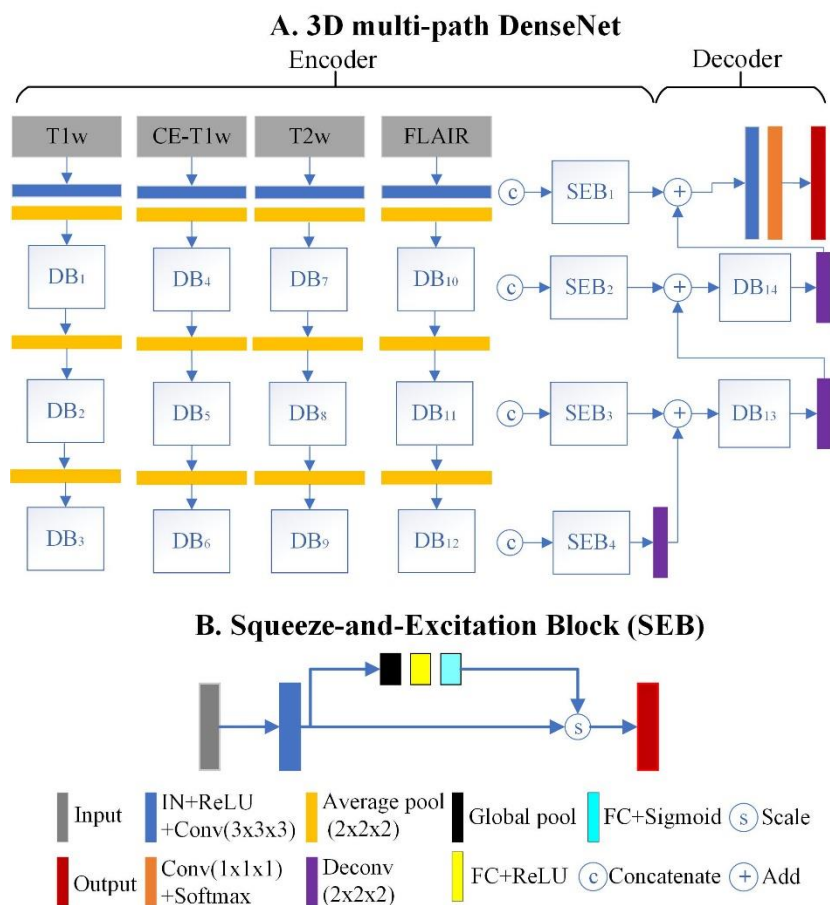 A. 3D multi-path DenseNet
Encoder
Decoder
T1w
CE-T1w
T2w
FLAIR
c
SEB₁
+
DB₁
DB₄
DB₇
DB₁₀
c
SEB₂
+
DB₁₄
DB₂
DB₅
DB₈
DB₁₁
c
SEB₃
+
DB₁₃
DB₃
DB₆
DB₉
DB₁₂
c
SEB₄
B. Squeeze-and-Excitation Block (SEB)
s
Input
IN+ReLU
+Conv(3x3x3)
Average pool
(2x2x2)
Global pool
FC+Sigmoid
s Scale
Output
Conv(1x1x1)
+Softmax
Deconv
(2x2x2)
FC+ReLU
c Concatenate
+ Add